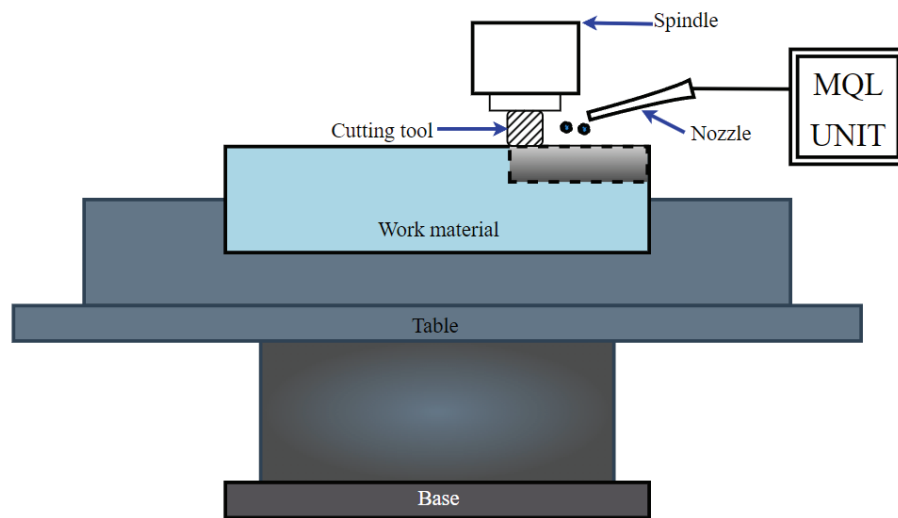 Spindle
MQL
UNIT
Cutting tool
Nozzle
Work material
Table
Base